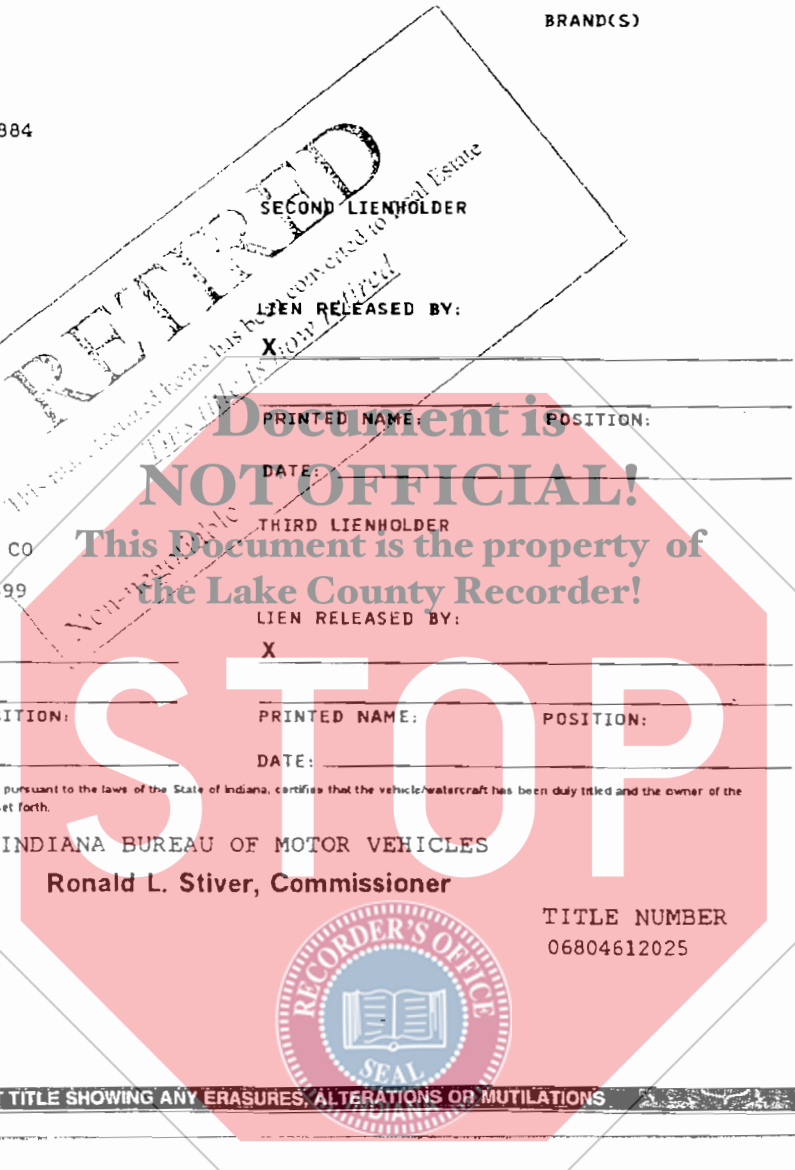 BRAND(S)
884
RETIRED
This manufactured home has been converted to Real Estate
This title is now retired
Non-negotiable
SECOND LIENHOLDER
LIEN RELEASED BY:
X
PRINTED NAME: POSITION:
DATE:
Document is
NOT OFFICIAL!
This Document is the property of
the Lake County Recorder!
THIRD LIENHOLDER
CO
99
LIEN RELEASED BY:
X
SITION: PRINTED NAME: POSITION:
DATE:
STOP
pursuant to the laws of the State of Indiana, certifies that the vehicle/watercraft has been duly titled and the owner of the
et forth.
INDIANA BUREAU OF MOTOR VEHICLES
Ronald L. Stiver, Commissioner
TITLE NUMBER
06804612025
RECORDER'S OFFICE
SEAL
INDIANA
T TITLE SHOWING ANY ERASURES, ALTERATIONS OR MUTILATIONS